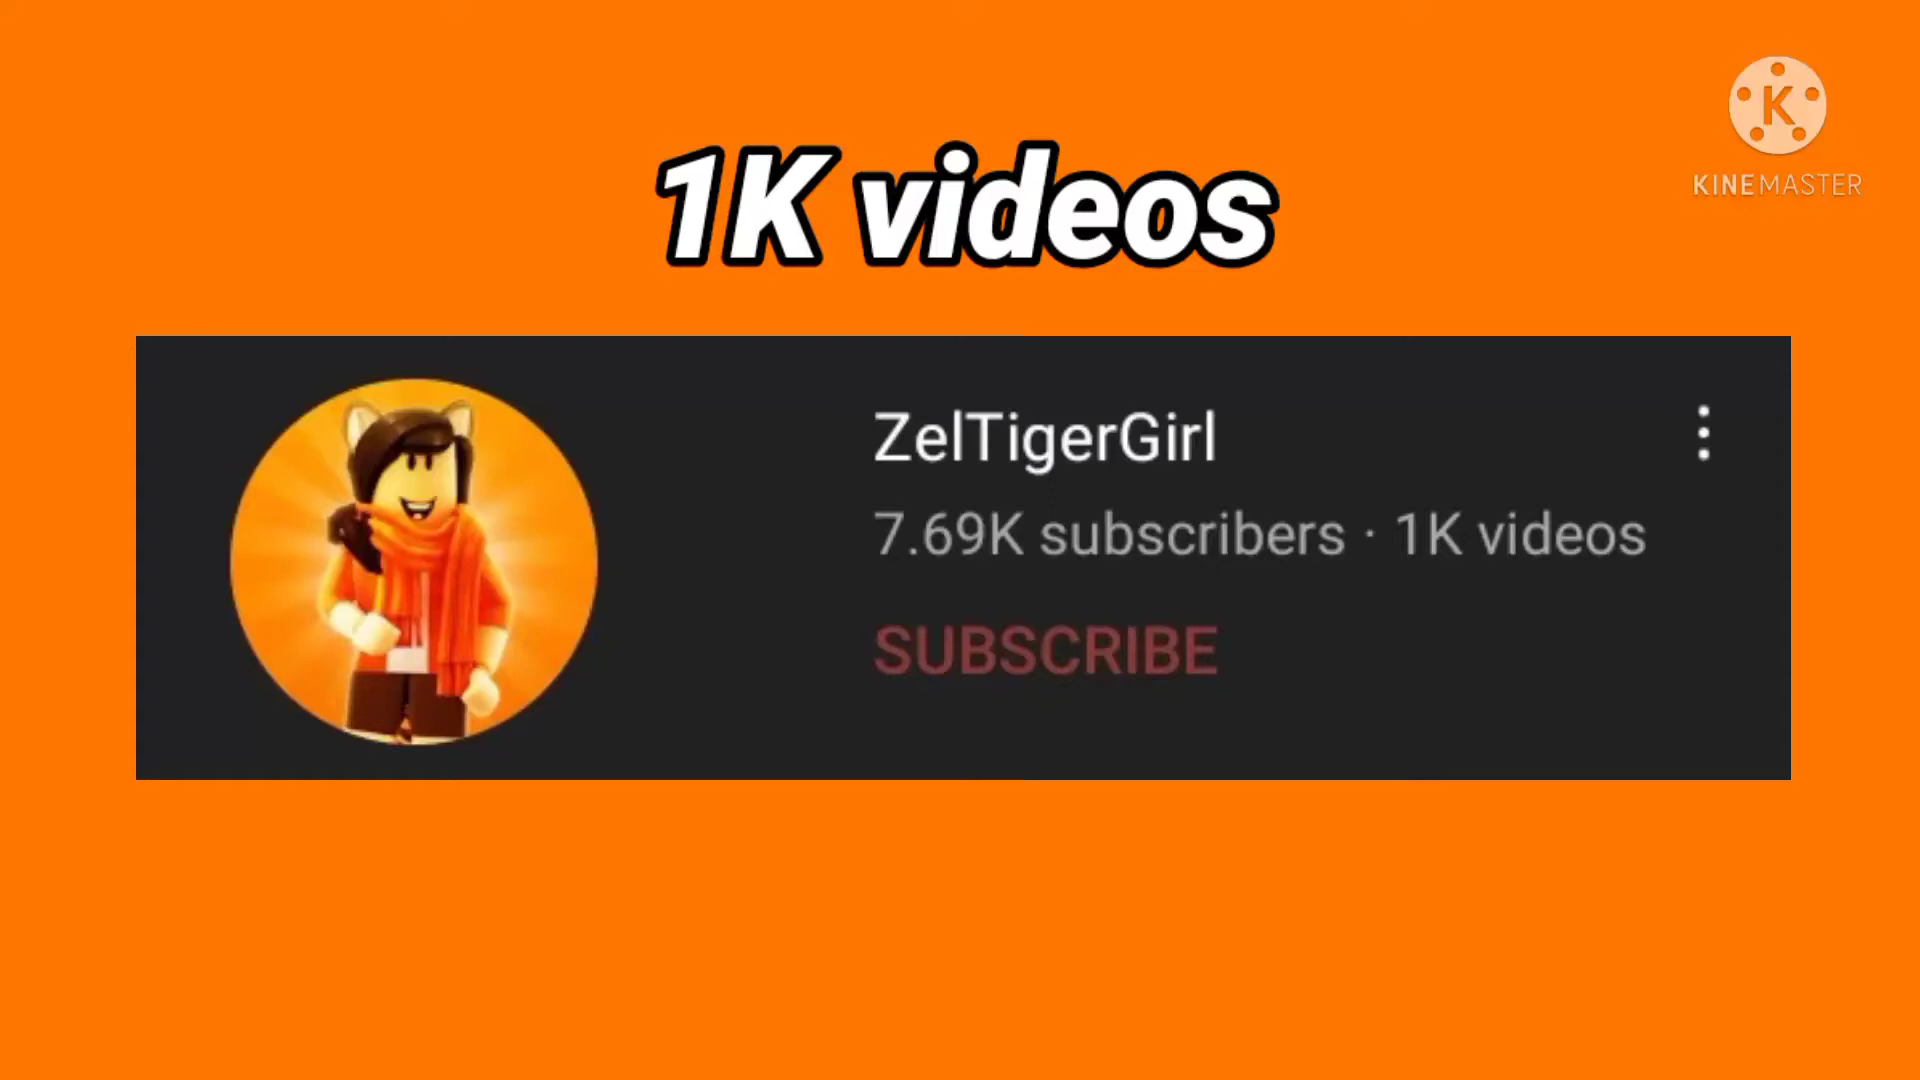 K
KINEMASTER
1K videos
ZelTigerGirl
7.69K subscribers · 1K videos
SUBSCRIBE